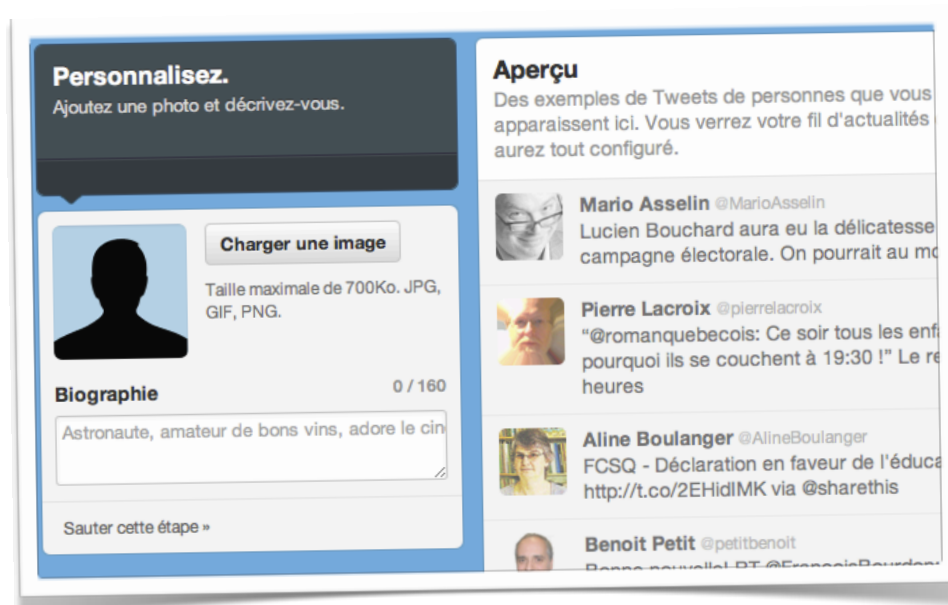 Personnalisez.
Ajoutez une photo et décrivez-vous.
Charger une image
Taille maximale de 700Ko. JPG,
GIF, PNG.
Biographie
0 / 160
Astronaute, amateur de bons vins, adore le
Sauter cette étape »
Aperçu
Des exemples de Tweets de personnes que vous
apparaissent ici. Vous verrez votre fil d'actualités
aurez tout configuré.
Mario Asselin @MarioAsselin
Lucien Bouchard aura eu la délicatesse
campagne électorale. On pourrait au
Pierre Lacroix @pierrelacroix
“@romanquebecois: Ce soir tous les
pourquoi ils se couchent à 19:30 !" Le
heures
Aline Boulanger @AlineBoulanger
FCSQ - Déclaration en faveur de
http://t.co/2EHidIMK via @sharethis
Benoit Petit @petitbenoit
Bonne nouvelle! RT